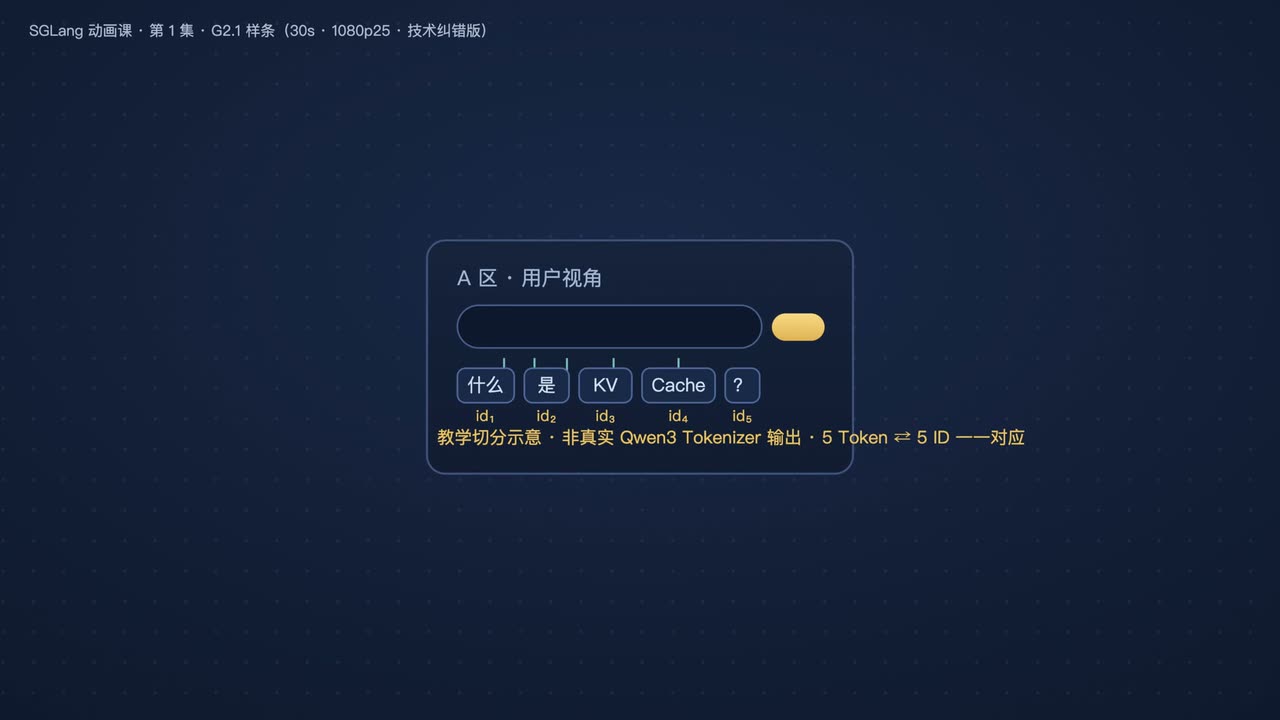 SGLang 动画课 · 第 1 集 · G2.1 样条（30s · 1080p25 · 技术纠错版）
A 区 · 用户视角
什么 是 KV Cache ？
id₁ id₂ id₃ id₄ id₅
教学切分示意 · 非真实 Qwen3 Tokenizer 输出 · 5 Token ⇄ 5 ID 一一对应